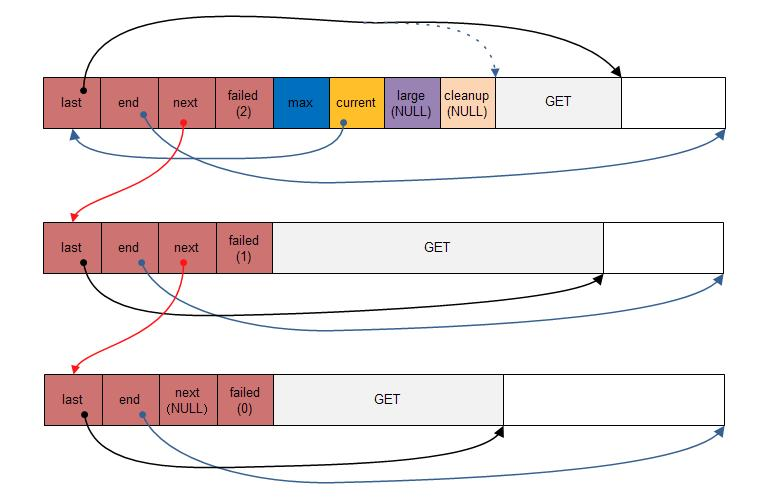 last end next failed max current large cleanup GET
(2) (NULL) (NULL)
last end next failed GET
(1)
last end next failed GET
(NULL) (0)